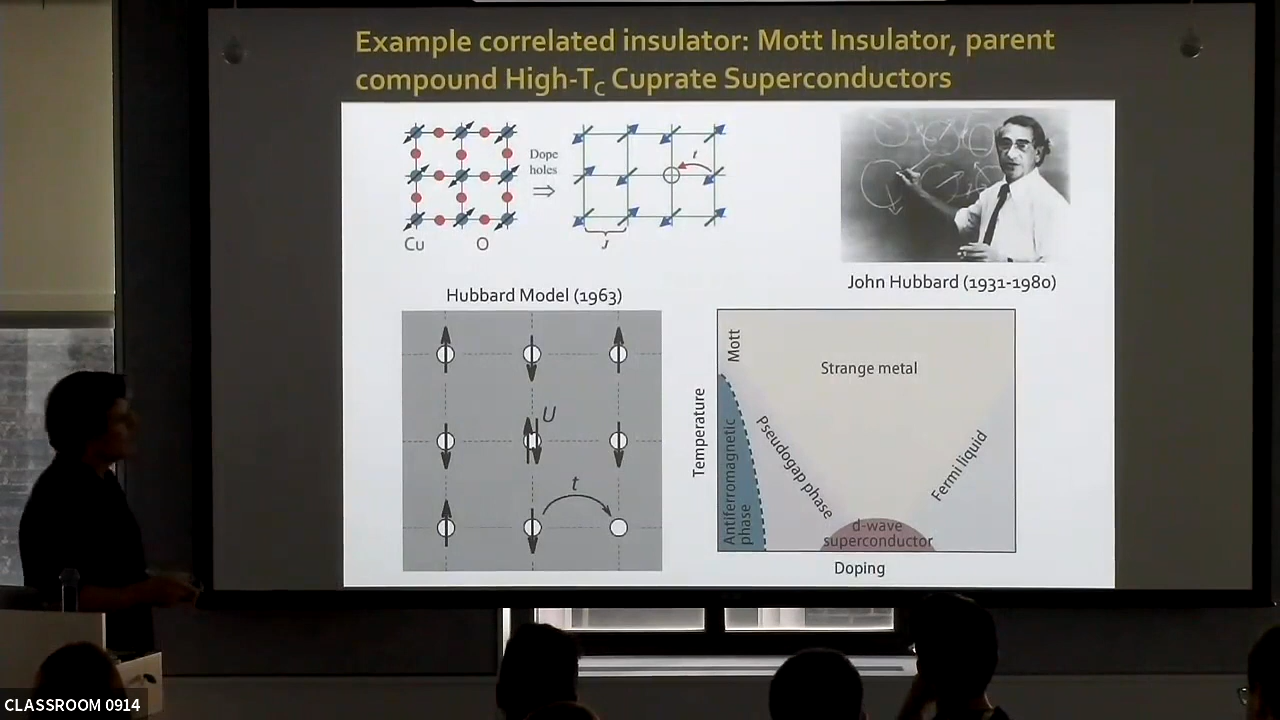 Example correlated insulator: Mott Insulator, parent
compound High-TC Cuprate Superconductors
Dope
holes
⇒
t
J
Cu
O
John Hubbard (1931-1980)
Hubbard Model (1963)
U
t
Mott
Strange metal
Temperature
Antiferromagnetic
phase
Pseudogap phase
Fermi liquid
d-wave
superconductor
Doping
CLASSROOM 0914